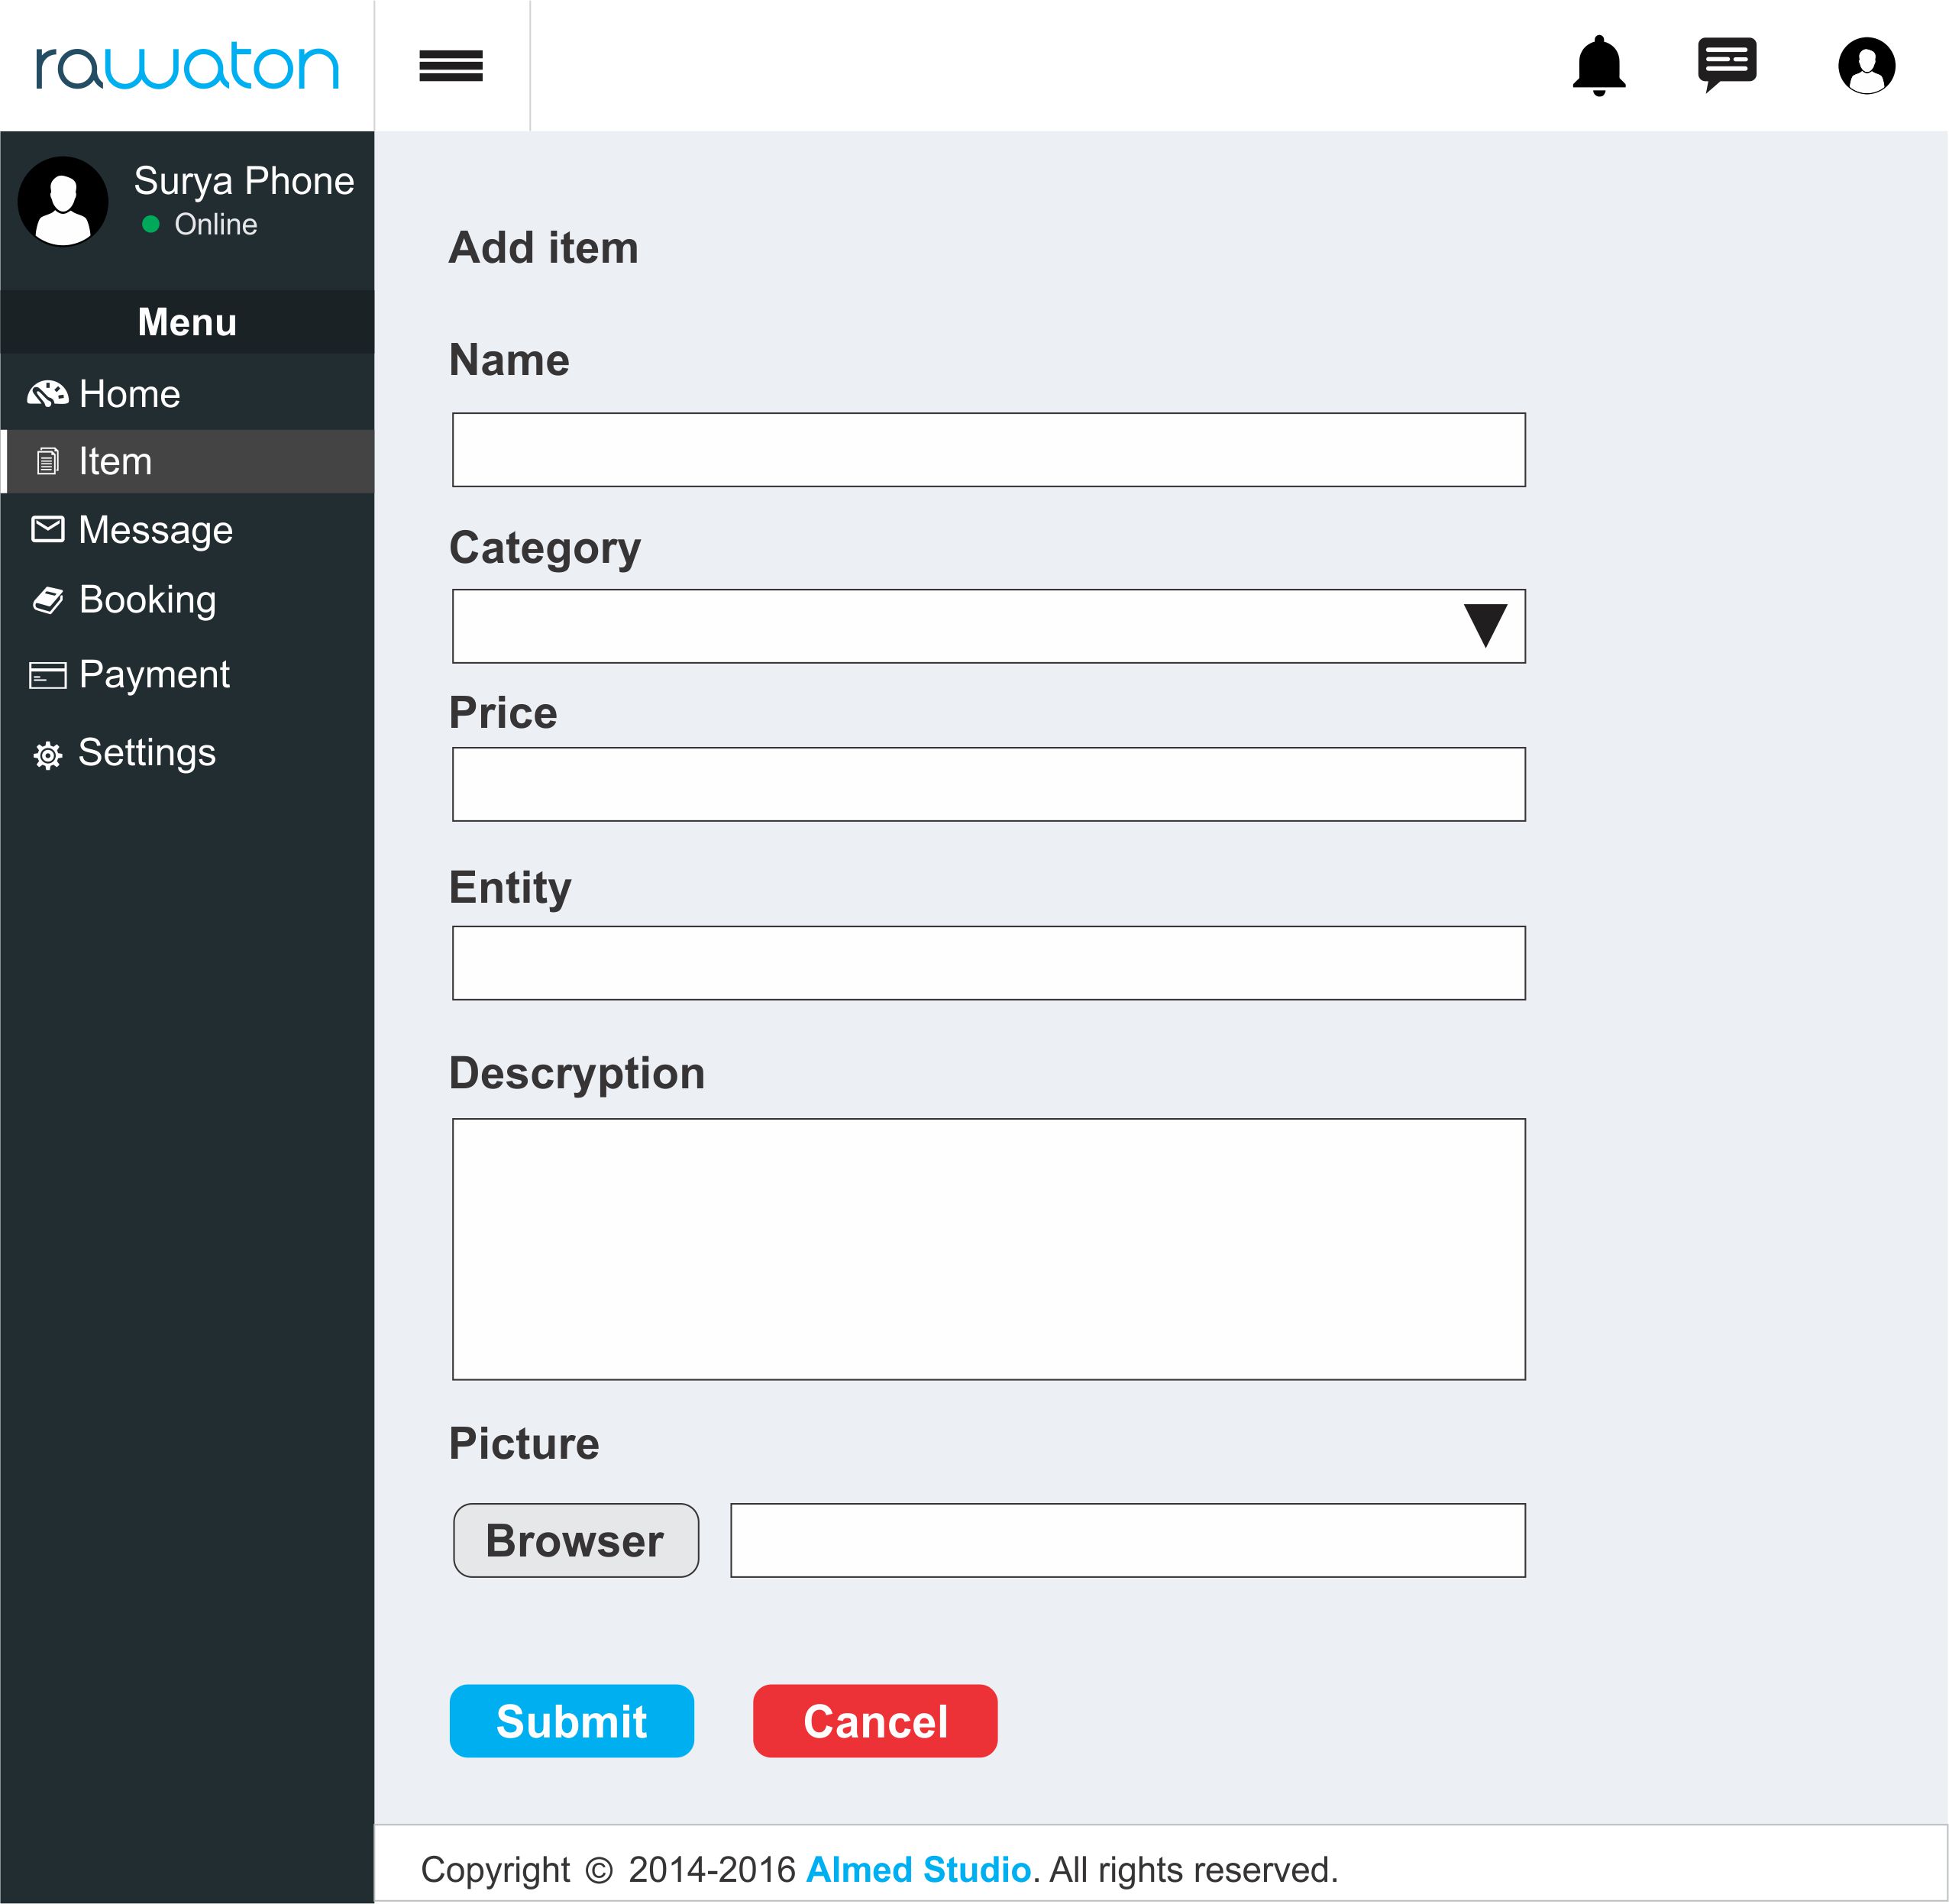 rawaton
Surya Phone
Online
Menu
Home
Item
Message
Booking
Payment
Settings
Add item
Name
Category
Price
Entity
Descryption
Picture
Browser
Submit
Cancel
Copyright © 2014-2016 Almed Studio. All rights reserved.